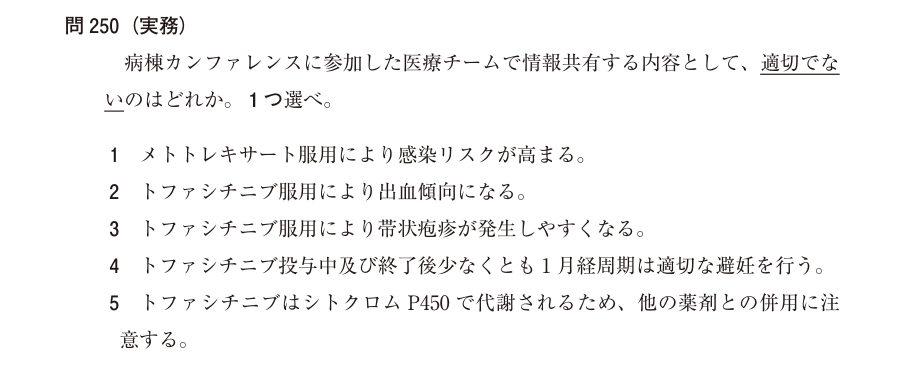 問 250（実務）
病棟カンファレンスに参加した医療チームで情報共有する内容として、適切でな
いのはどれか。１つ選べ。
1 メトトレキサート服用により感染リスクが高まる。
2 トファシチニブ服用により出血傾向になる。
3 トファシチニブ服用により帯状疱疹が発生しやすくなる。
4 トファシチニブ投与中及び終了後少なくとも１月経周期は適切な避妊を行う。
5 トファシチニブはシトクロム P450 で代謝されるため、他の薬剤との併用に注
意する。